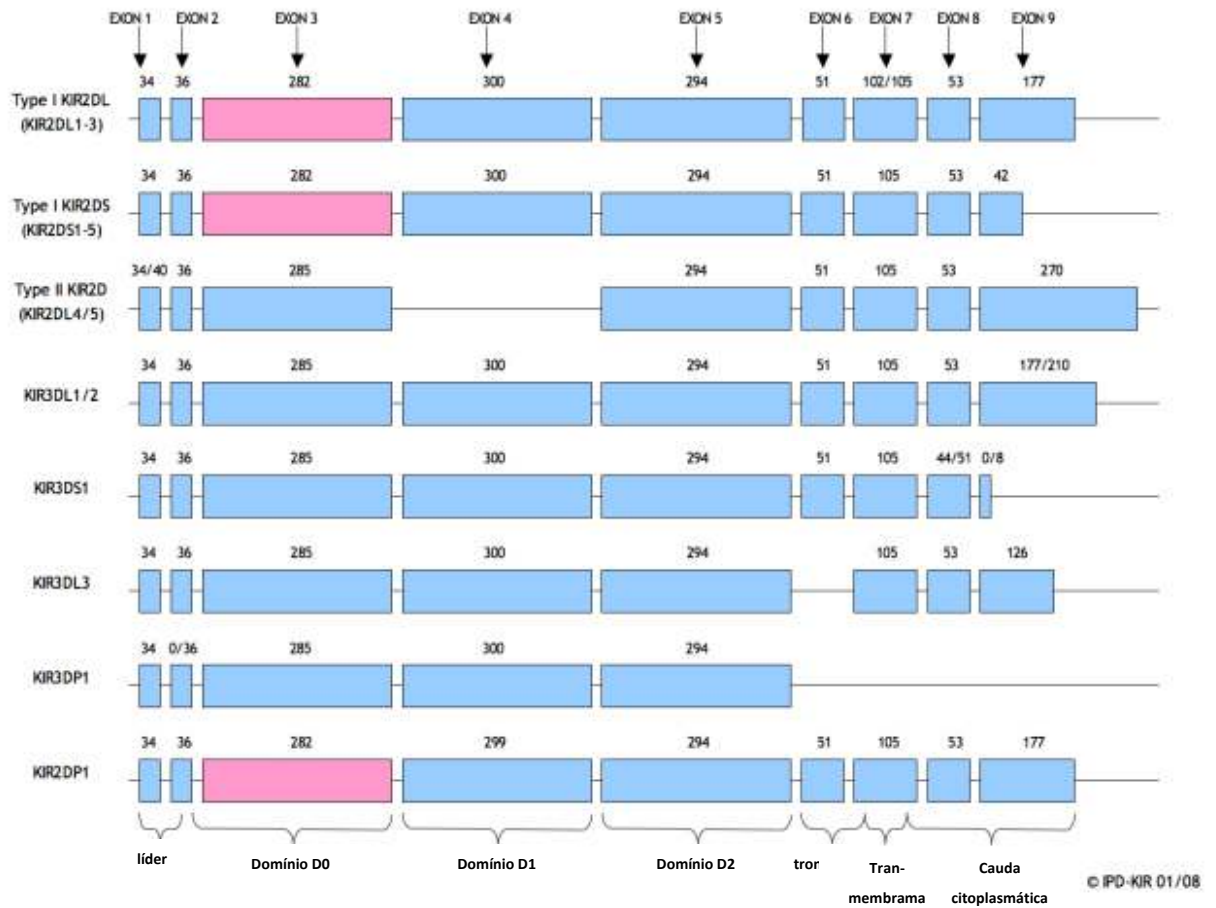 EXON 1 EXON 2 EXON 3 EXON 4 EXON 5 EXON 6 EXON 7 EXON 8 EXON 9
34 36 282 300 294 51 102/105 53 177
Type I KIR2DL
(KIR2DL1-3)
34 36 282 300 294 51 105 53 42
Type I KIR2DS
(KIR2DS1-5)
34/40 36 285 294 51 105 53 270
Type II KIR2D
(KIR2DL4/5)
34 36 285 300 294 51 105 53 177/210
KIR3DL1/2
34 36 285 300 294 51 105 44/51 0/8
KIR3DS1
34 36 285 300 294 105 53 126
KIR3DL3
34 0/36 285 300 294
KIR3DP1
34 36 282 299 294 51 105 53 177
KIR2DP1
líder Domínio D0 Domínio D1 Domínio D2 tror Tran- Cauda
membrama citoplasmática
© IPD-KIR 01/08